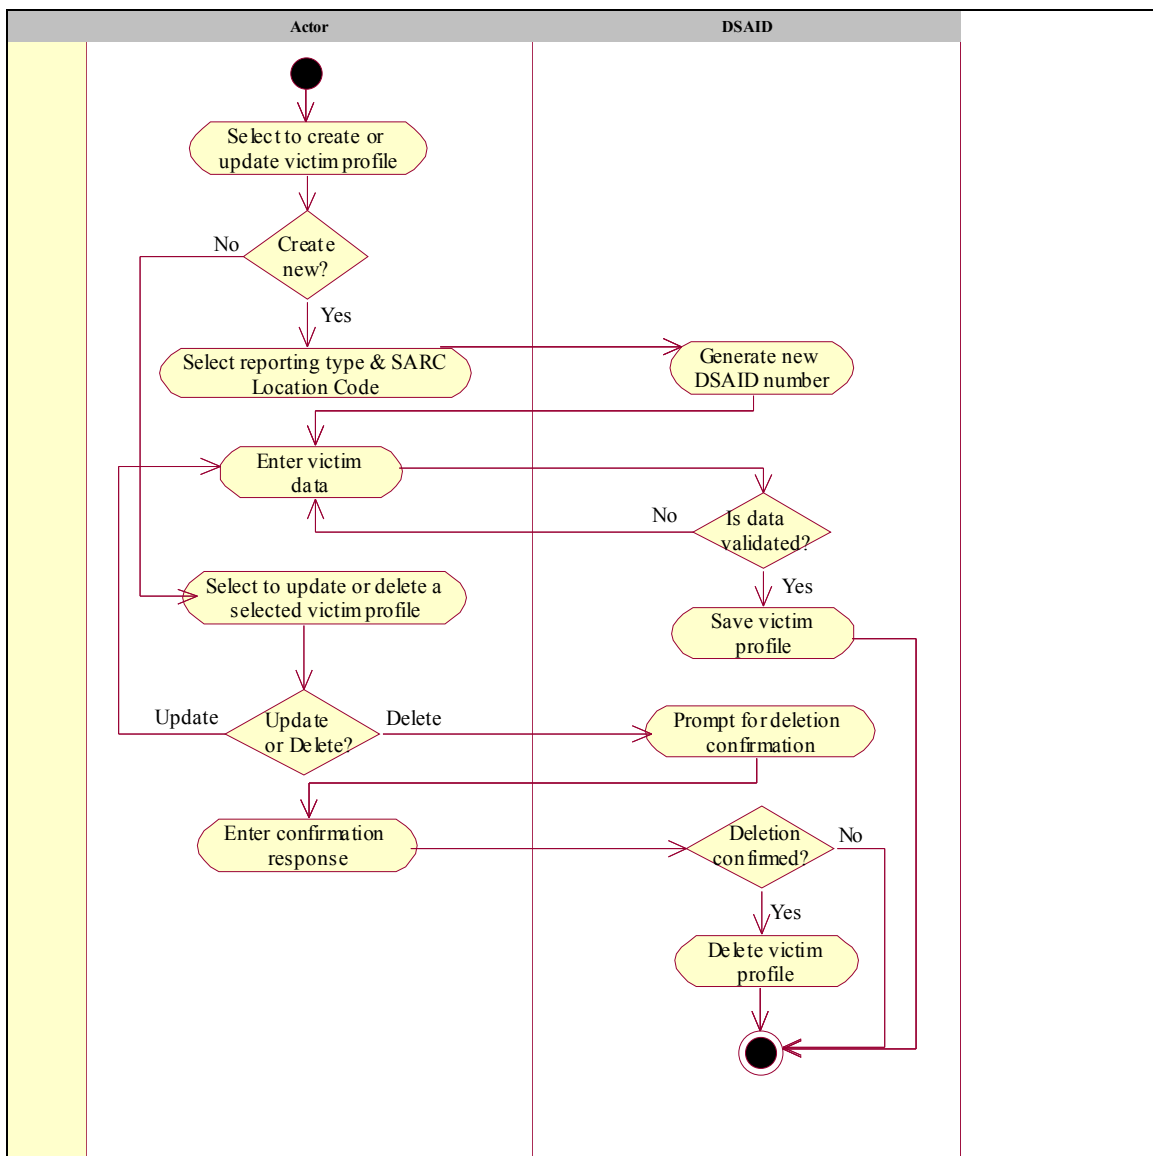 Actor
DSAID
Select to create or
update victim profile
No
Create
new?
Yes
Select reporting type & SARC
Location Code
Generate new
DSAID number
Enter victim
data
No
Is data
validated?
Yes
Select to update or delete a
selected victim profile
Save victim
profile
Update
Update
or Delete?
Delete
Prompt for deletion
confirmation
Enter confirmation
response
Deletion
confirmed?
No
Yes
Delete victim
profile